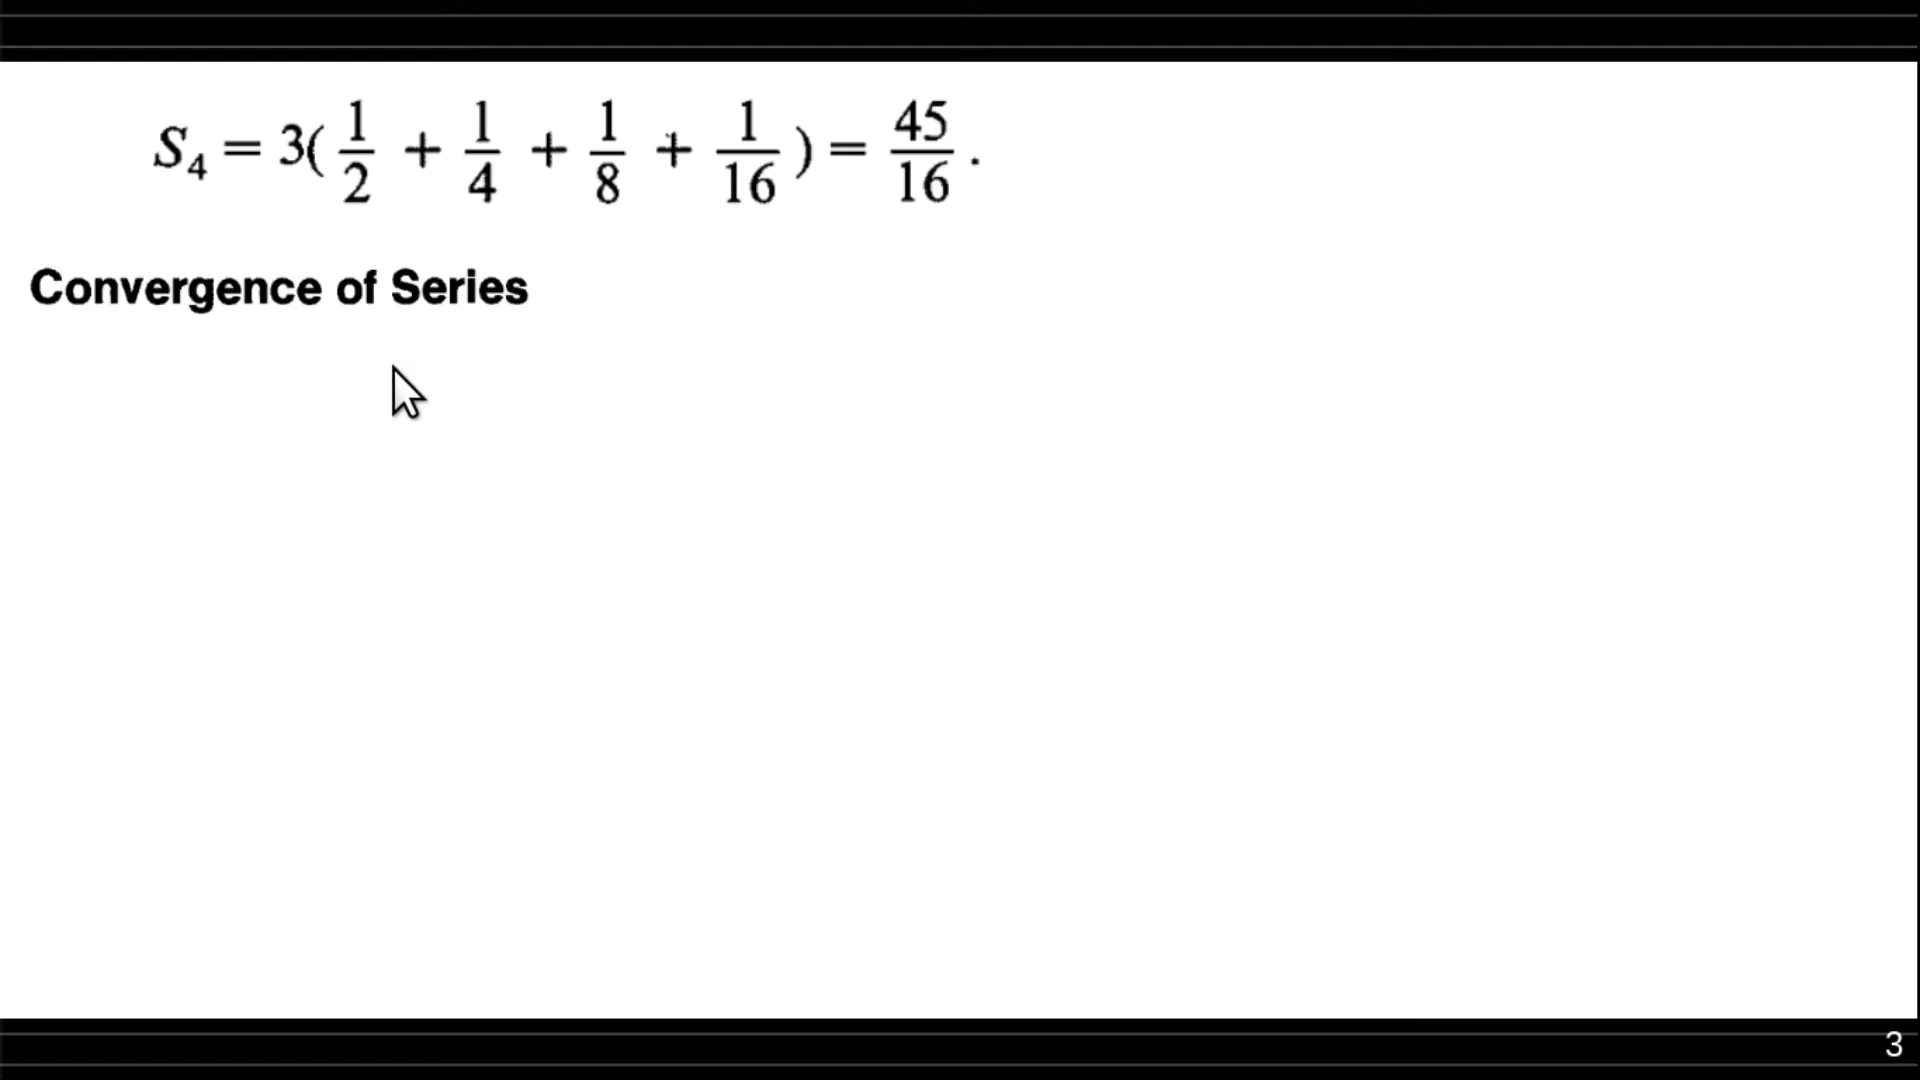 S₄ = 3( 1/2 + 1/4 + 1/8 + 1/16 ) = 45/16 .
Convergence of Series
3